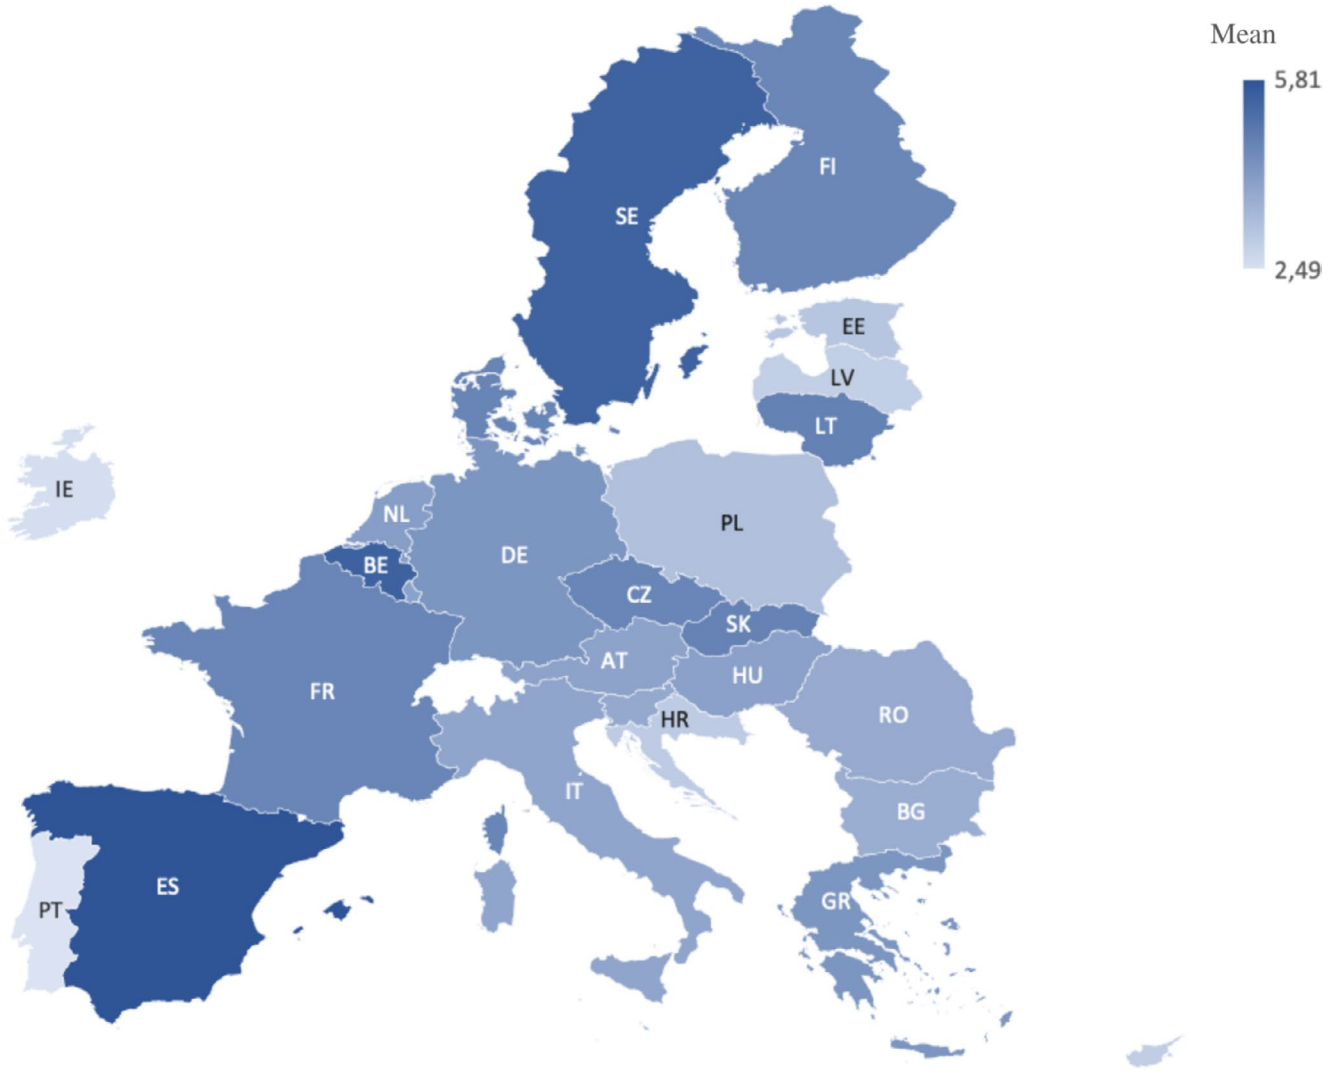 Mean
5,81
2,49
FI
SE
EE
LV
LT
IE
NL
PL
BE
DE
CZ
SK
AT
HU
FR
HR
RO
IT
BG
ES
GR
PT